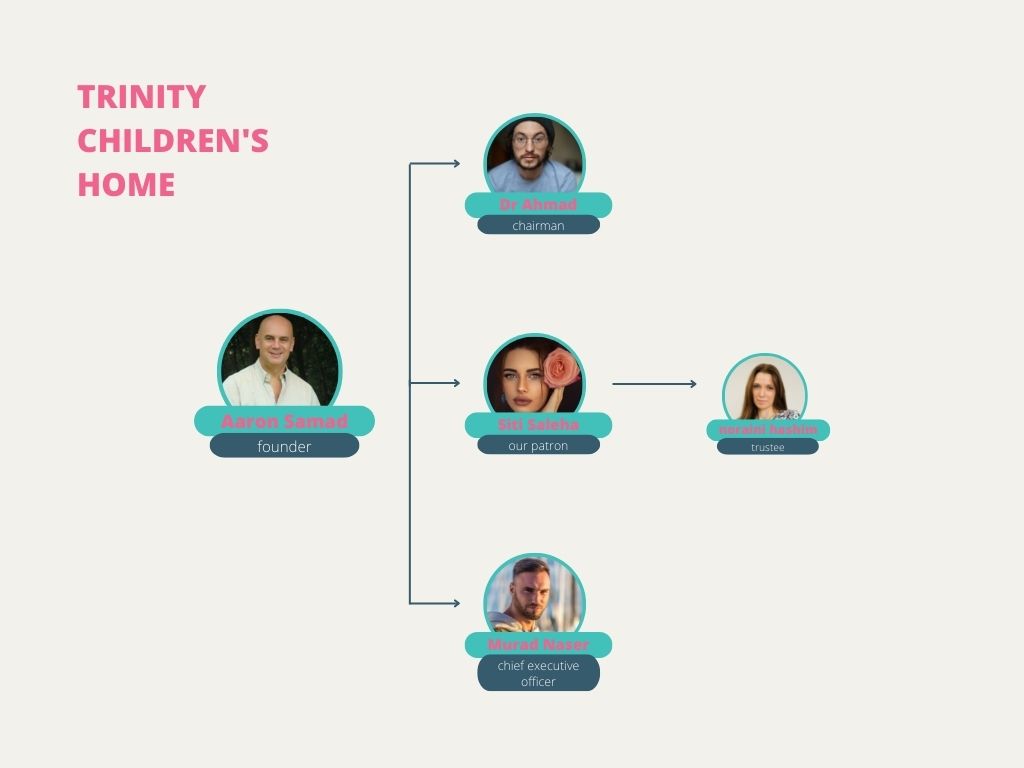 TRINITY
CHILDREN'S
HOME
Dr Ahmad
chairman
Aaron Samad
founder
Siti Saleha
our patron
noraini hashim
trustee
Murad Naser
chief executive
officer